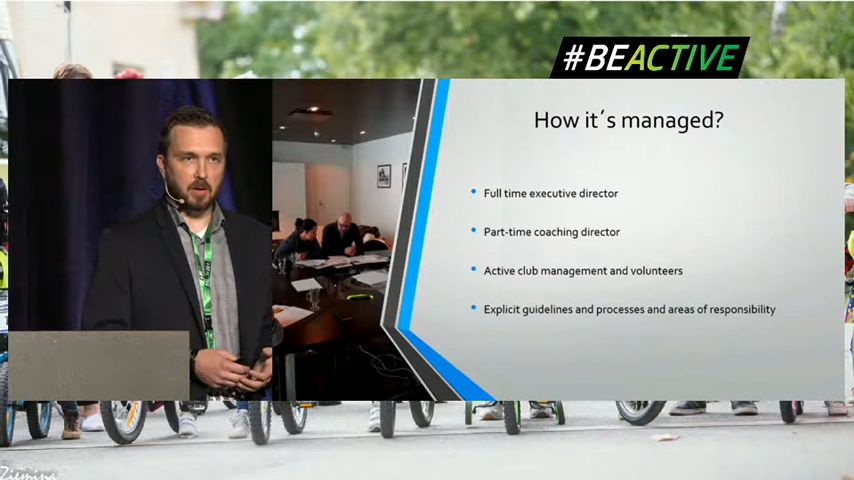 #BEACTIVE
How it´s managed?
Full time executive director
Part-time coaching director
Active club management and volunteers
Explicit guidelines and processes and areas of responsibility
Ziemina